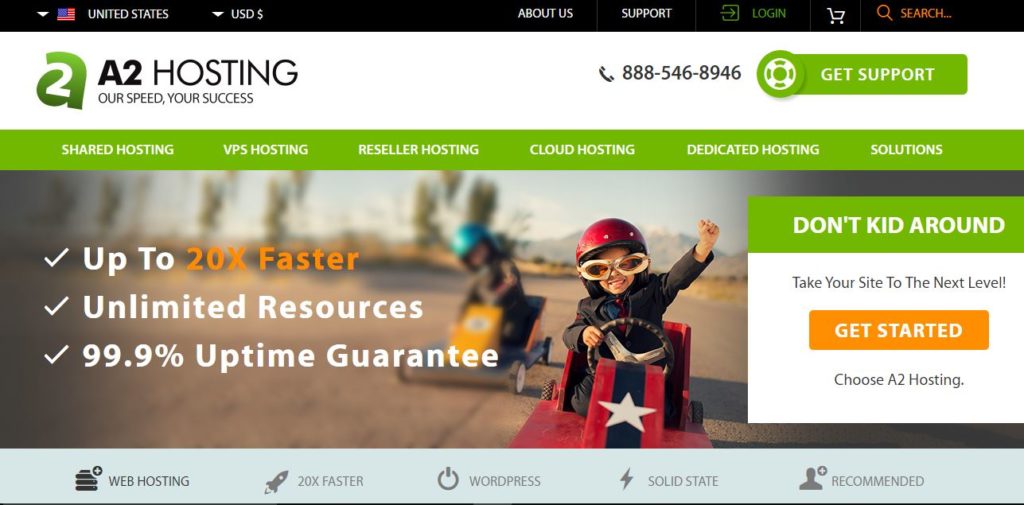 UNITED STATES USD $ ABOUT US SUPPORT LOGIN SEARCH...
a2 A2 HOSTING
OUR SPEED, YOUR SUCCESS
888-546-8946 GET SUPPORT
SHARED HOSTING VPS HOSTING RESELLER HOSTING CLOUD HOSTING DEDICATED HOSTING SOLUTIONS
Up To 20X Faster
Unlimited Resources
99.9% Uptime Guarantee
DON'T KID AROUND
Take Your Site To The Next Level!
GET STARTED
Choose A2 Hosting.
WEB HOSTING 20X FASTER WORDPRESS SOLID STATE RECOMMENDED